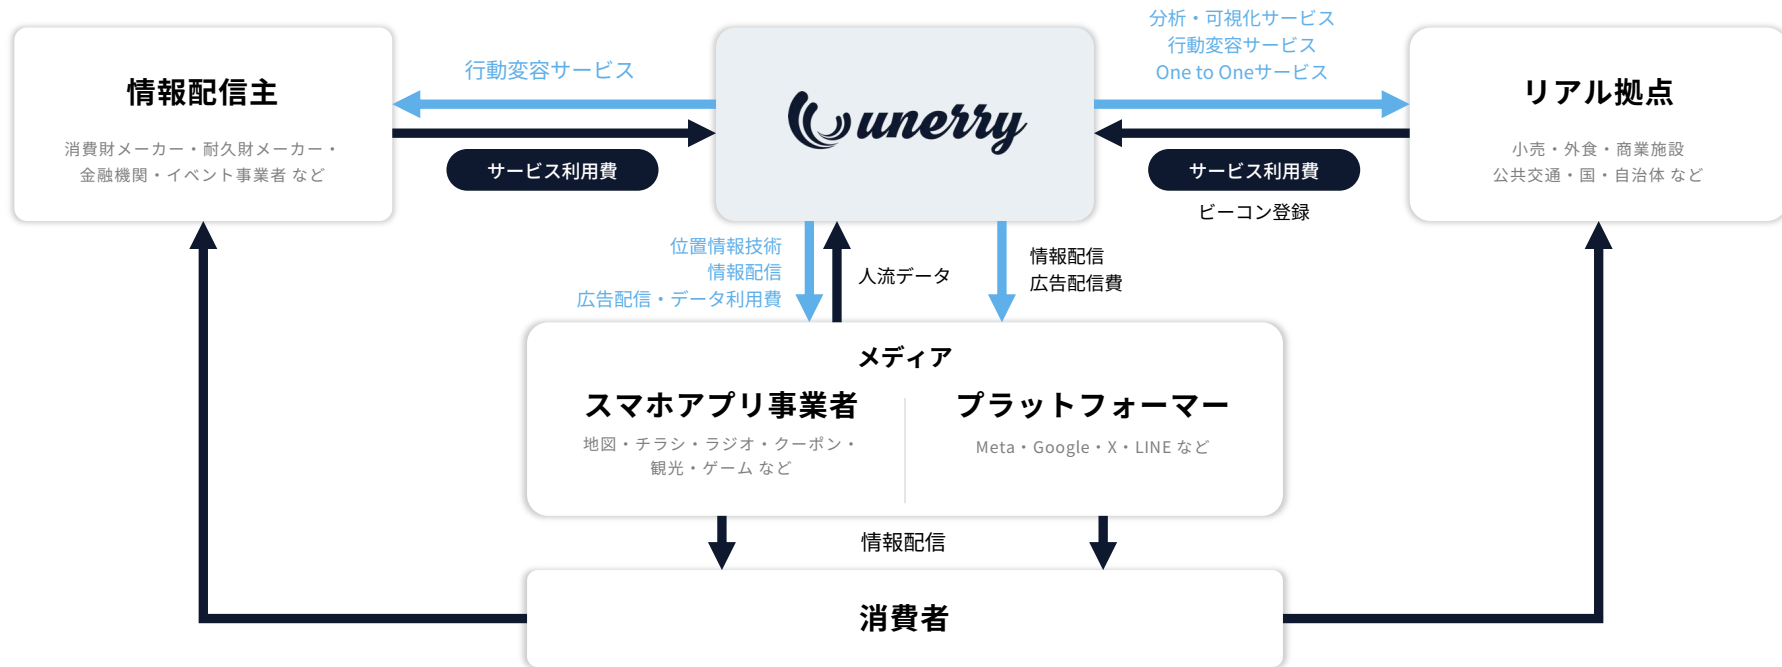 情報配信主
消費財メーカー・耐久財メーカー・
金融機関・イベント事業者 など
行動変容サービス
サービス利用費
unerry
分析・可視化サービス
行動変容サービス
One to Oneサービス
サービス利用費
ビーコン登録
リアル拠点
小売・外食・商業施設
公共交通・国・自治体 など
位置情報技術
情報配信
広告配信・データ利用費
人流データ
情報配信
広告配信費
メディア
スマホアプリ事業者
地図・チラシ・ラジオ・クーポン・
観光・ゲーム など
プラットフォーマー
Meta・Google・X・LINE など
情報配信
消費者